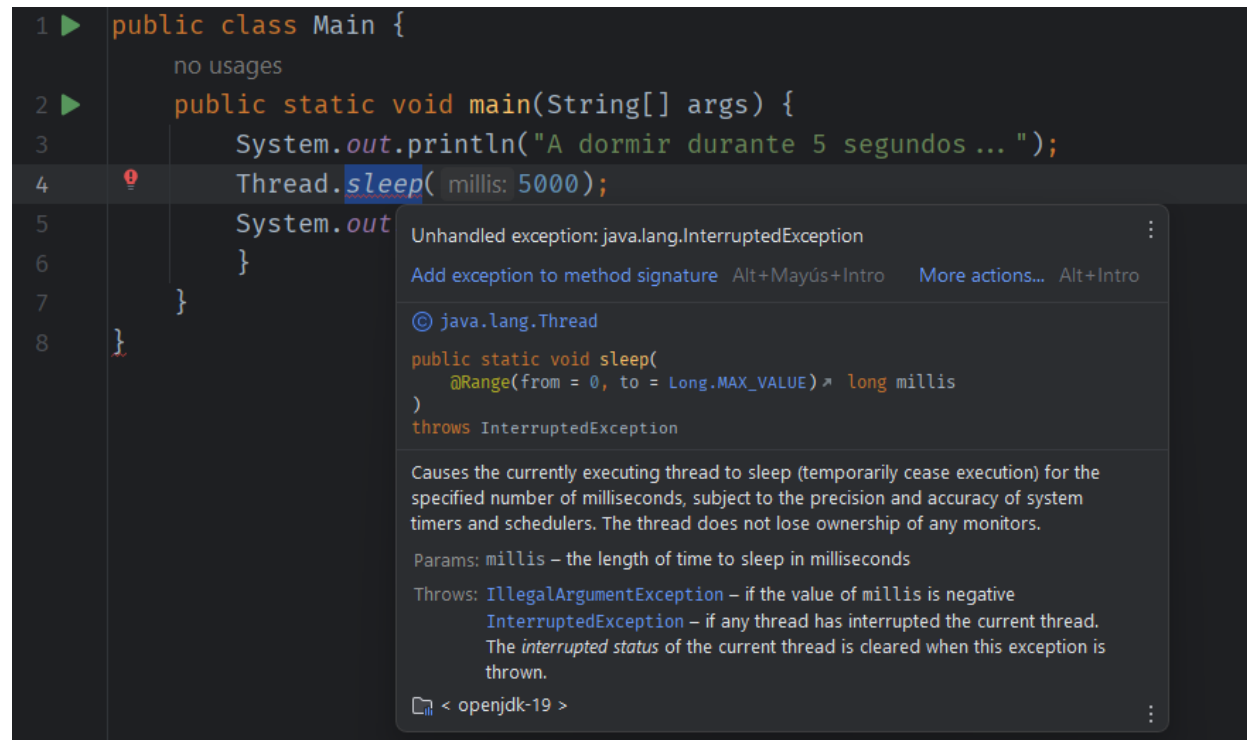 1 public class Main {
no usages
2 public static void main(String[] args) {
3 System.out.println("A dormir durante 5 segundos...");
4 Thread.sleep( millis: 5000);
5 System.out
6 }
7 }
8 }
Unhandled exception: java.lang.InterruptedException
Add exception to method signature Alt+Mayús+Intro More actions... Alt+Intro
© java.lang.Thread
public static void sleep(
@Range(from = 0, to = Long.MAX_VALUE)↗ long millis
)
throws InterruptedException
Causes the currently executing thread to sleep (temporarily cease execution) for the
specified number of milliseconds, subject to the precision and accuracy of system
timers and schedulers. The thread does not lose ownership of any monitors.
Params: millis – the length of time to sleep in milliseconds
Throws: IllegalArgumentException – if the value of millis is negative
InterruptedException – if any thread has interrupted the current thread.
The interrupted status of the current thread is cleared when this exception is
thrown.
< openjdk-19 >